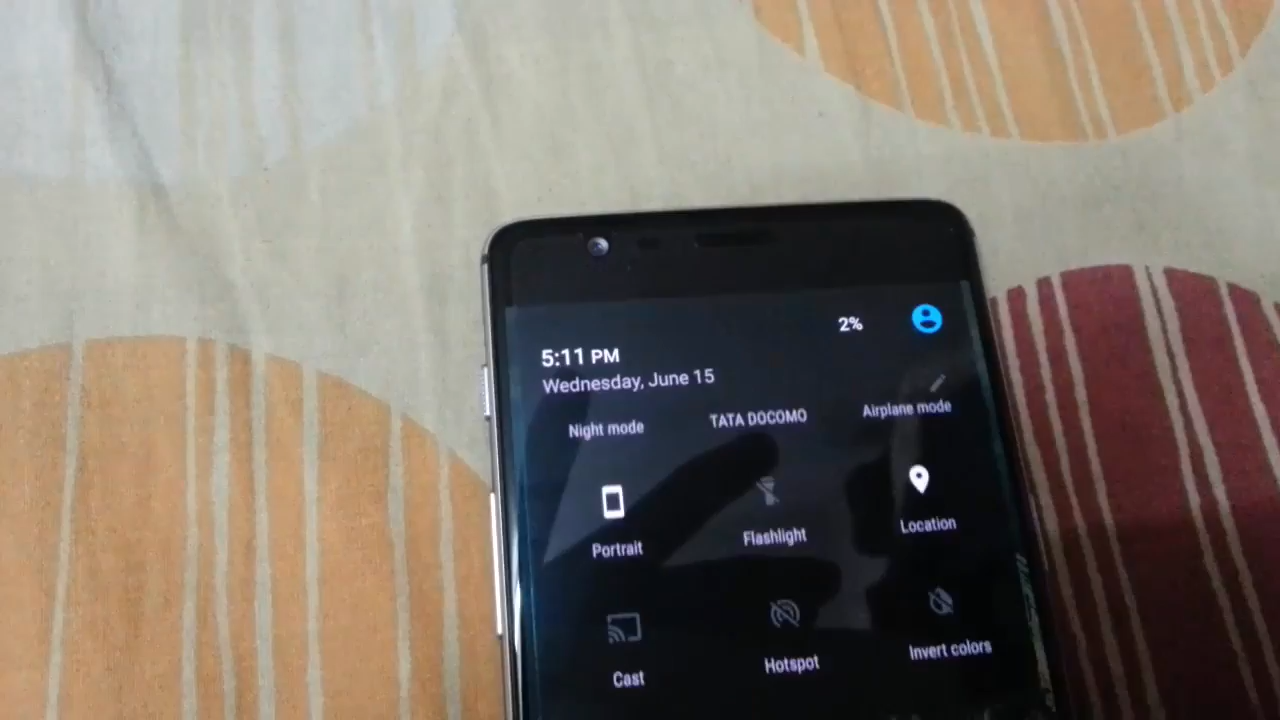 2%
5:11 PM
Wednesday, June 15
Night mode TATA DOCOMO Airplane mode
Portrait Flashlight Location
Cast Hotspot Invert colors